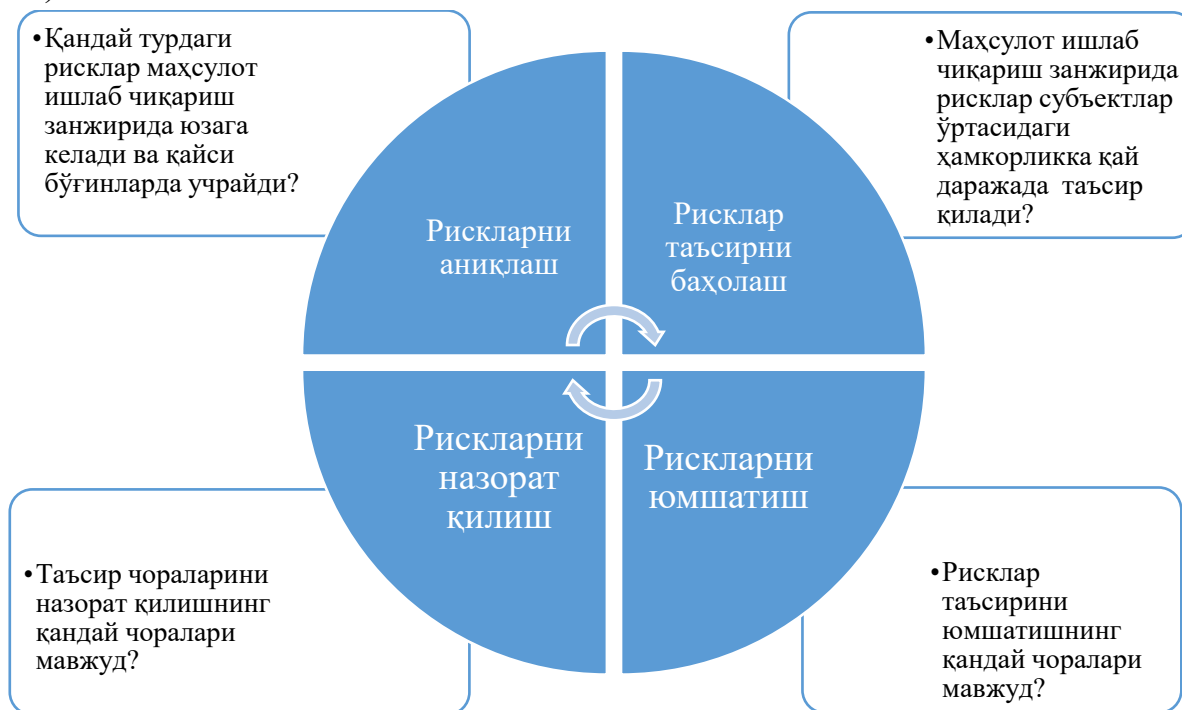 •Қандай турдаги
рисклар маҳсулот
ишлаб чиқариш
занжирида юзага
келади ва қайси
бўғинларда учрайди?
•Маҳсулот ишлаб
чиқариш занжирида
рисклар субъектлар
ўртасидаги
ҳамкорликка қай
даражада таъсир
қилади?
Рискларни
аниқлаш
Рисклар
таъсирни
баҳолаш
Рискларни
назорат
қилиш
Рискларни
юмшатиш
•Таъсир чораларини
назорат қилишнинг
қандай чоралари
мавжуд?
•Рисклар
таъсирини
юмшатишнинг
қандай чоралари
мавжуд?